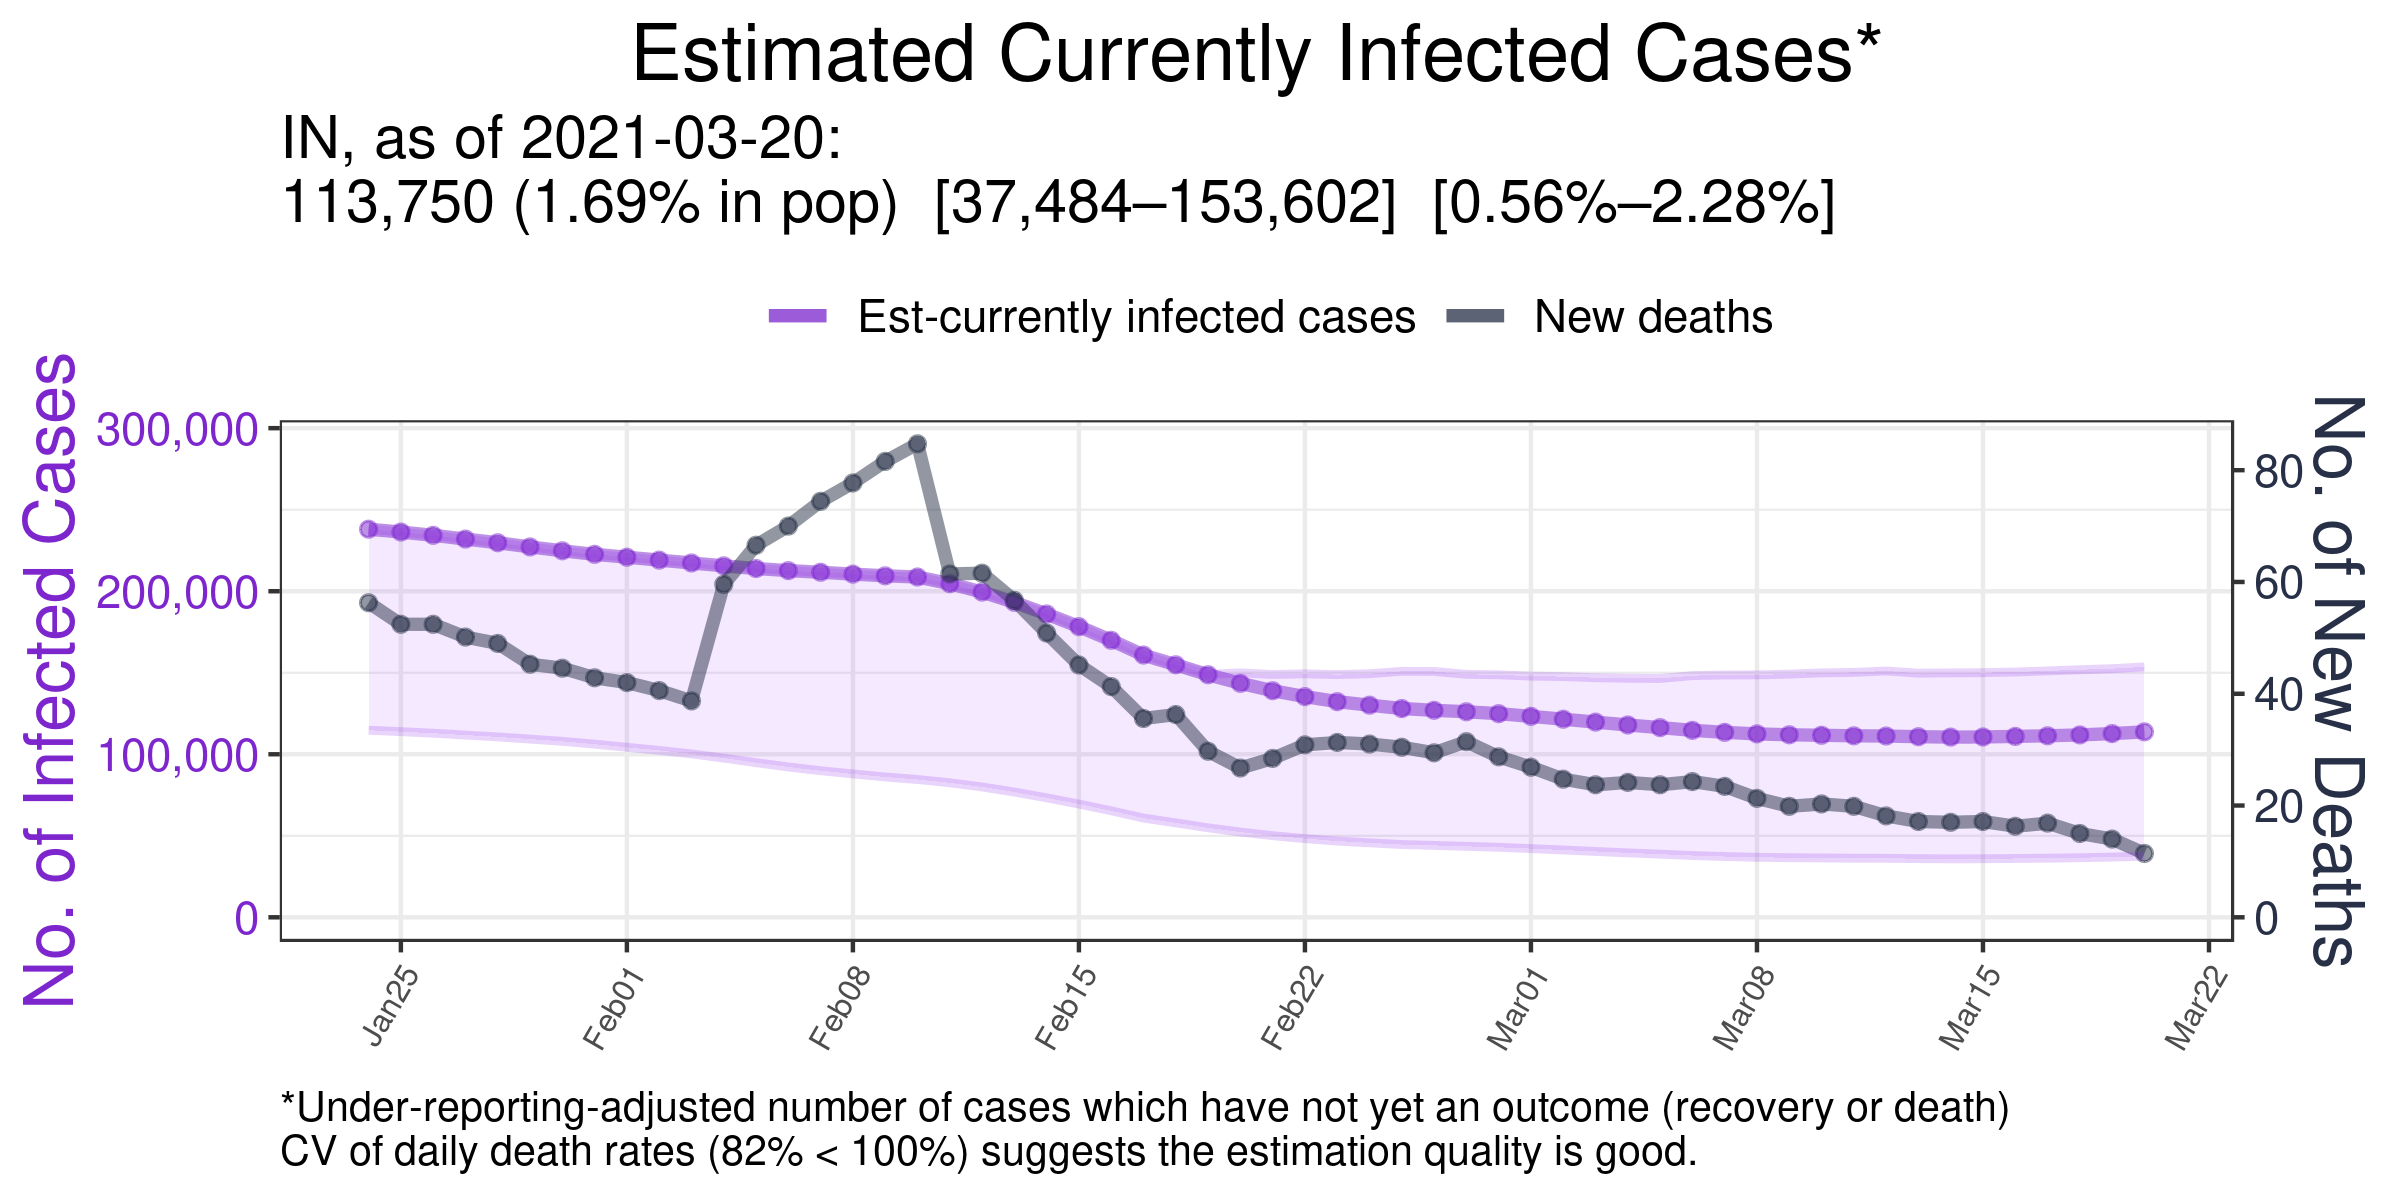 Estimated Currently Infected Cases*
IN, as of 2021-03-20:
113,750 (1.69% in pop)  [37,484–153,602]  [0.56%–2.28%]
Est-currently infected cases
New deaths
No. of Infected Cases
300,000
200,000
100,000
0
No. of New Deaths
80
60
40
20
0
Jan25
Feb01
Feb08
Feb15
Feb22
Mar01
Mar08
Mar15
Mar22
*Under-reporting-adjusted number of cases which have not yet an outcome (recovery or death)
CV of daily death rates (82% < 100%) suggests the estimation quality is good.